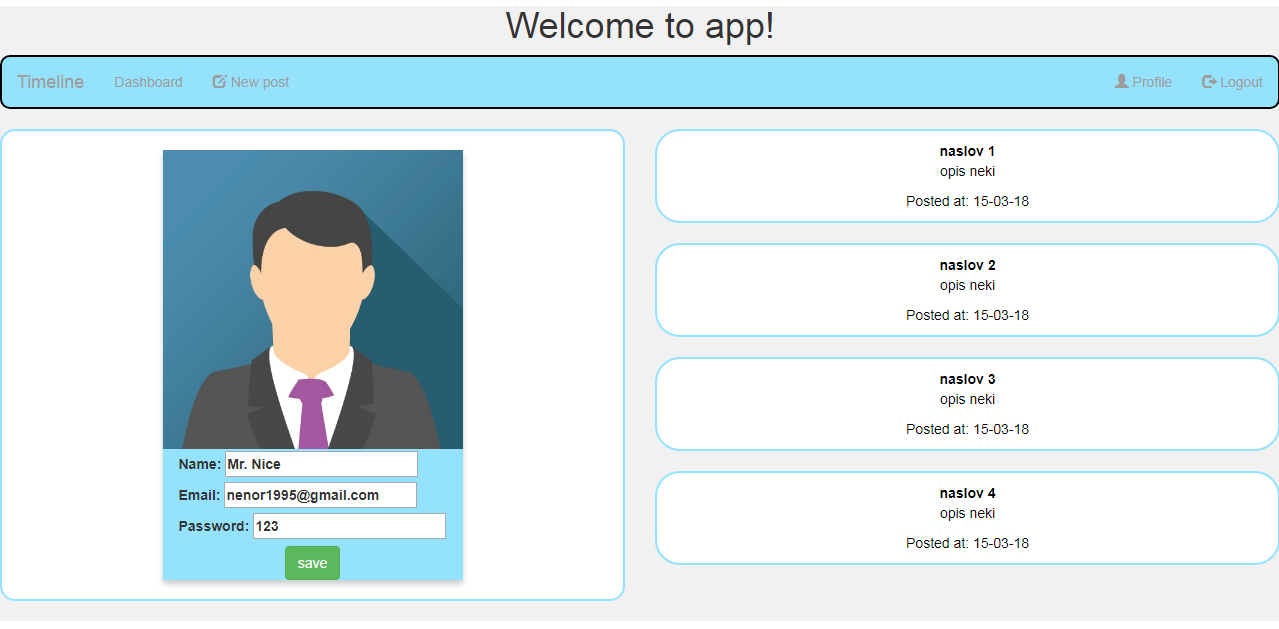 Welcome to app!
Timeline Dashboard New post Profile Logout
Name: Mr. Nice
Email: nenor1995@gmail.com
Password: 123
save
naslov 1
opis neki
Posted at: 15-03-18
naslov 2
opis neki
Posted at: 15-03-18
naslov 3
opis neki
Posted at: 15-03-18
naslov 4
opis neki
Posted at: 15-03-18